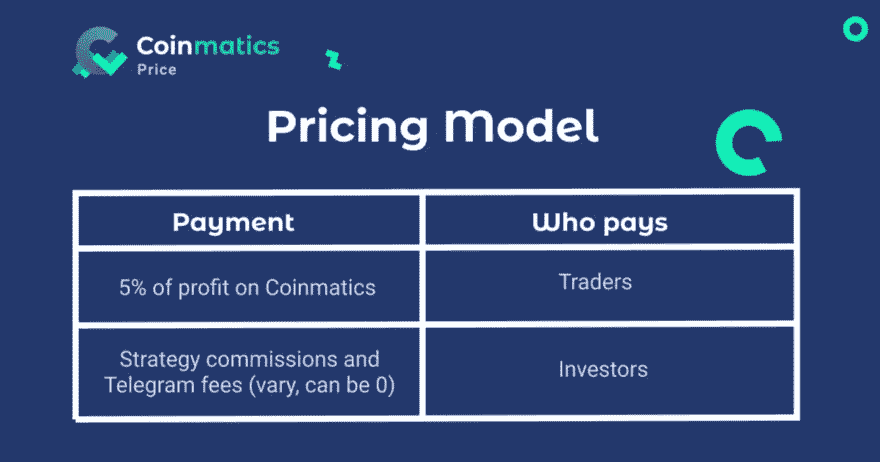 Coinmatics
Price
Pricing Model
Payment
Who pays
5% of profit on Coinmatics
Traders
Strategy commissions and
Telegram fees (vary, can be 0)
Investors